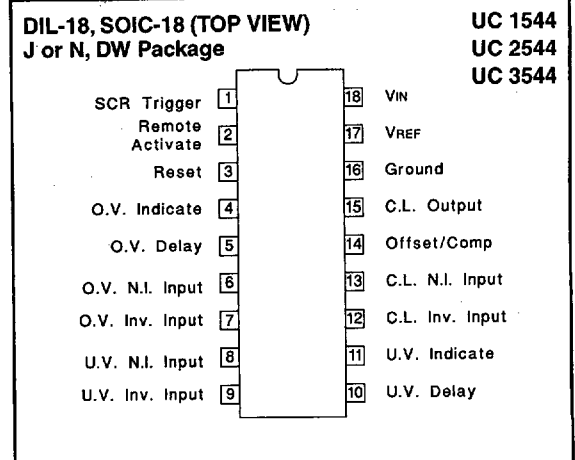 DIL-18, SOIC-18 (TOP VIEW)
J or N, DW Package
UC 1544
UC 2544
UC 3544
SCR Trigger 1
Remote Activate 2
Reset 3
O.V. Indicate 4
O.V. Delay 5
O.V. N.I. Input 6
O.V. Inv. Input 7
U.V. N.I. Input 8
U.V. Inv. Input 9
18 VIN
17 VREF
16 Ground
15 C.L. Output
14 Offset/Comp
13 C.L. N.I. Input
12 C.L. Inv. Input
11 U.V. Indicate
10 U.V. Delay